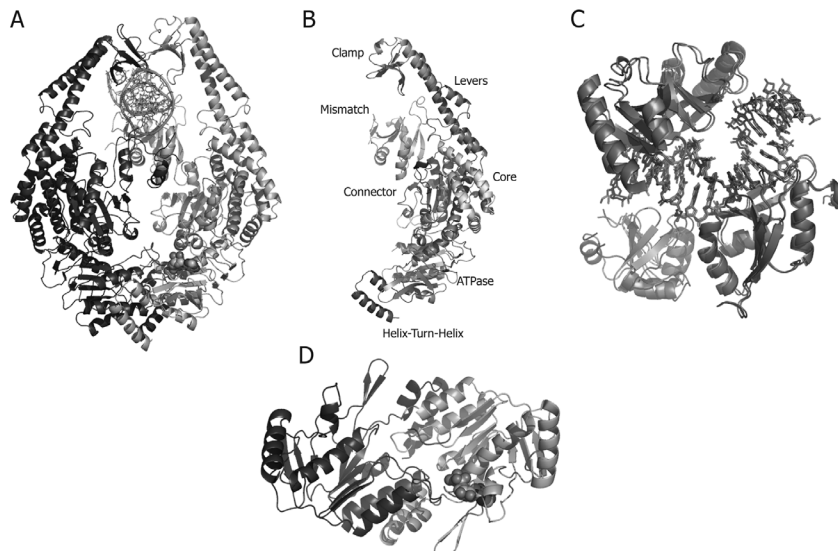 A
B
C
Clamp
Levers
Mismatch
Connector
Core
ATPase
Helix-Turn-Helix
D